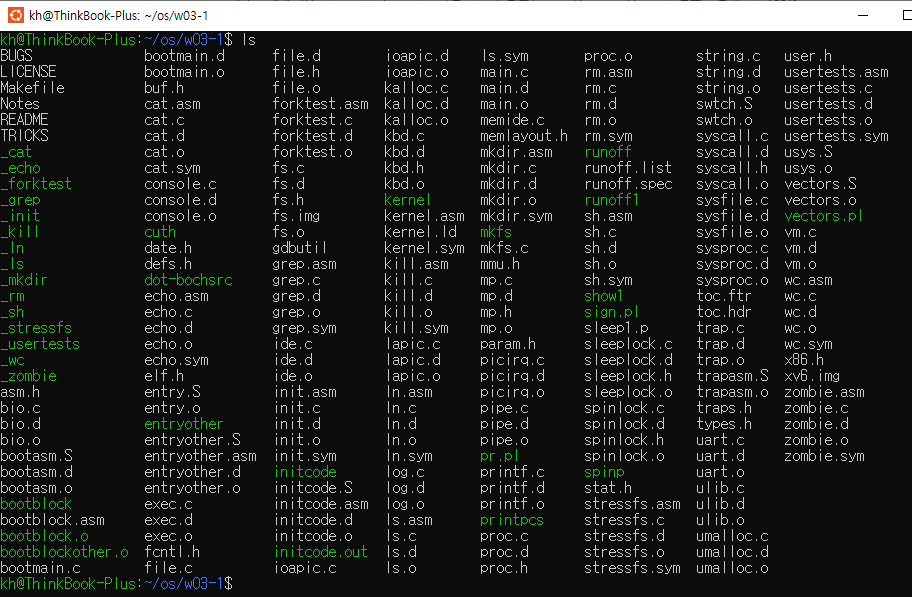 kh@ThinkBook-Plus: ~/os/w03-1
kh@ThinkBook-Plus:~/os/w03-1$ ls
BUGS bootmain.d file.d ioapic.d ls.sym proc.o string.c user.h
LICENSE bootmain.o file.h ioapic.o main.c rm.asm string.d usertests.asm
Makefile buf.h file.o kalloc.c main.d rm.c string.o usertests.c
Notes cat.asm forktest.asm kalloc.d main.o rm.d swtch.S usertests.d
README cat.c forktest.c kalloc.o memide.c rm.o swtch.o usertests.o
TRICKS cat.d forktest.d kbd.c memlayout.h rm.sym syscall.c usertests.sym
_cat cat.o forktest.o kbd.d mkdir.asm runoff syscall.d usys.S
_echo cat.sym fs.c kbd.h mkdir.c runoff.list syscall.h usys.o
_forktest console.c fs.d kbd.o mkdir.d runoff.spec syscall.o vectors.S
_grep console.d fs.h kernel mkdir.o runoff1 sysfile.c vectors.o
_init console.o fs.img kernel.asm mkdir.sym sh.asm sysfile.d vectors.pl
_kill cuth fs.o kernel.ld mkfs sh.c sysfile.o vm.c
_ln date.h gdbutil kernel.sym mkfs.c sh.d sysproc.c vm.d
_ls defs.h grep.asm kill.asm mmu.h sh.o sysproc.d vm.o
_mkdir dot-bochsrc grep.c kill.c mp.c sh.sym sysproc.o wc.asm
_rm echo.asm grep.d kill.d mp.d show1 toc.ftr wc.c
_sh echo.c grep.o kill.o mp.h sign.pl toc.hdr wc.d
_stressfs echo.d grep.sym kill.sym mp.o sleep1.p trap.c wc.o
_usertests echo.o ide.c lapic.c param.h sleeplock.c trap.d wc.sym
_wc echo.sym ide.d lapic.d picirq.c sleeplock.d trap.o x86.h
_zombie elf.h ide.o lapic.o picirq.d sleeplock.h trapasm.S xv6.img
asm.h entry.S init.asm ln.asm picirq.o sleeplock.o trapasm.o zombie.asm
bio.c entry.o init.c ln.c pipe.c spinlock.c traps.h zombie.c
bio.d entryother init.d ln.d pipe.d spinlock.d types.h zombie.d
bio.o entryother.S init.o ln.o pipe.o spinlock.h uart.c zombie.o
bootasm.S entryother.asm init.sym ln.sym pr.pl spinlock.o uart.d zombie.sym
bootasm.d entryother.d initcode log.c printf.c spinp uart.o
bootasm.o entryother.o initcode.S log.d printf.d stat.h ulib.c
bootblock exec.c initcode.asm log.o printf.o stressfs.asm ulib.d
bootblock.asm exec.d initcode.d ls.asm printpcs stressfs.c ulib.o
bootblock.o exec.o initcode.o ls.c proc.c stressfs.d umalloc.c
bootblockother.o fcntl.h initcode.out ls.d proc.d stressfs.o umalloc.d
bootmain.c file.c ioapic.c ls.o proc.h stressfs.sym umalloc.o
kh@ThinkBook-Plus:~/os/w03-1$